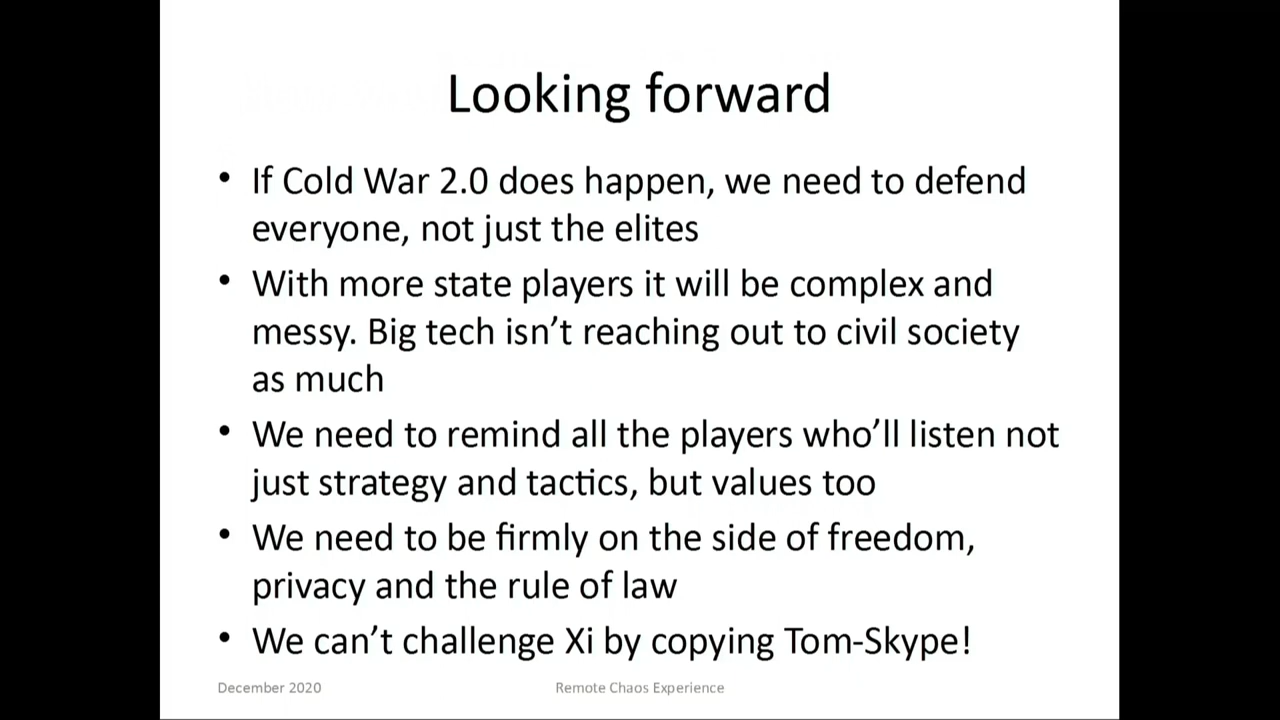 Looking forward
• If Cold War 2.0 does happen, we need to defend
everyone, not just the elites
• With more state players it will be complex and
messy. Big tech isn’t reaching out to civil society
as much
• We need to remind all the players who’ll listen not
just strategy and tactics, but values too
• We need to be firmly on the side of freedom,
privacy and the rule of law
• We can’t challenge Xi by copying Tom-Skype!
December 2020
Remote Chaos Experience